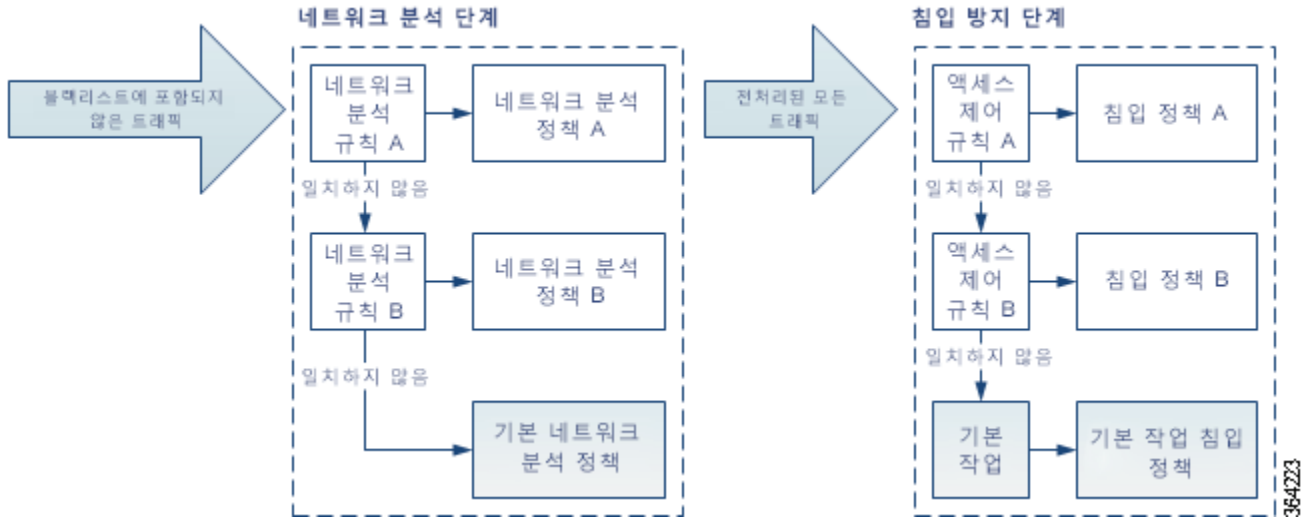 네트워크 분석 단계
침입 방지 단계
블랙리스트에 포함되지
않은 트래픽
네트워크
분석
규칙 A
네트워크 분석
정책 A
일치하지 않음
네트워크
분석
규칙 B
네트워크 분석
정책 B
일치하지 않음
기본 네트워크
분석 정책
전처리된 모든
트래픽
액세스
제어
규칙 A
침입 정책 A
일치하지 않음
액세스
제어
규칙 B
침입 정책 B
일치하지 않음
기본
작업
기본 작업 침입
정책
364223